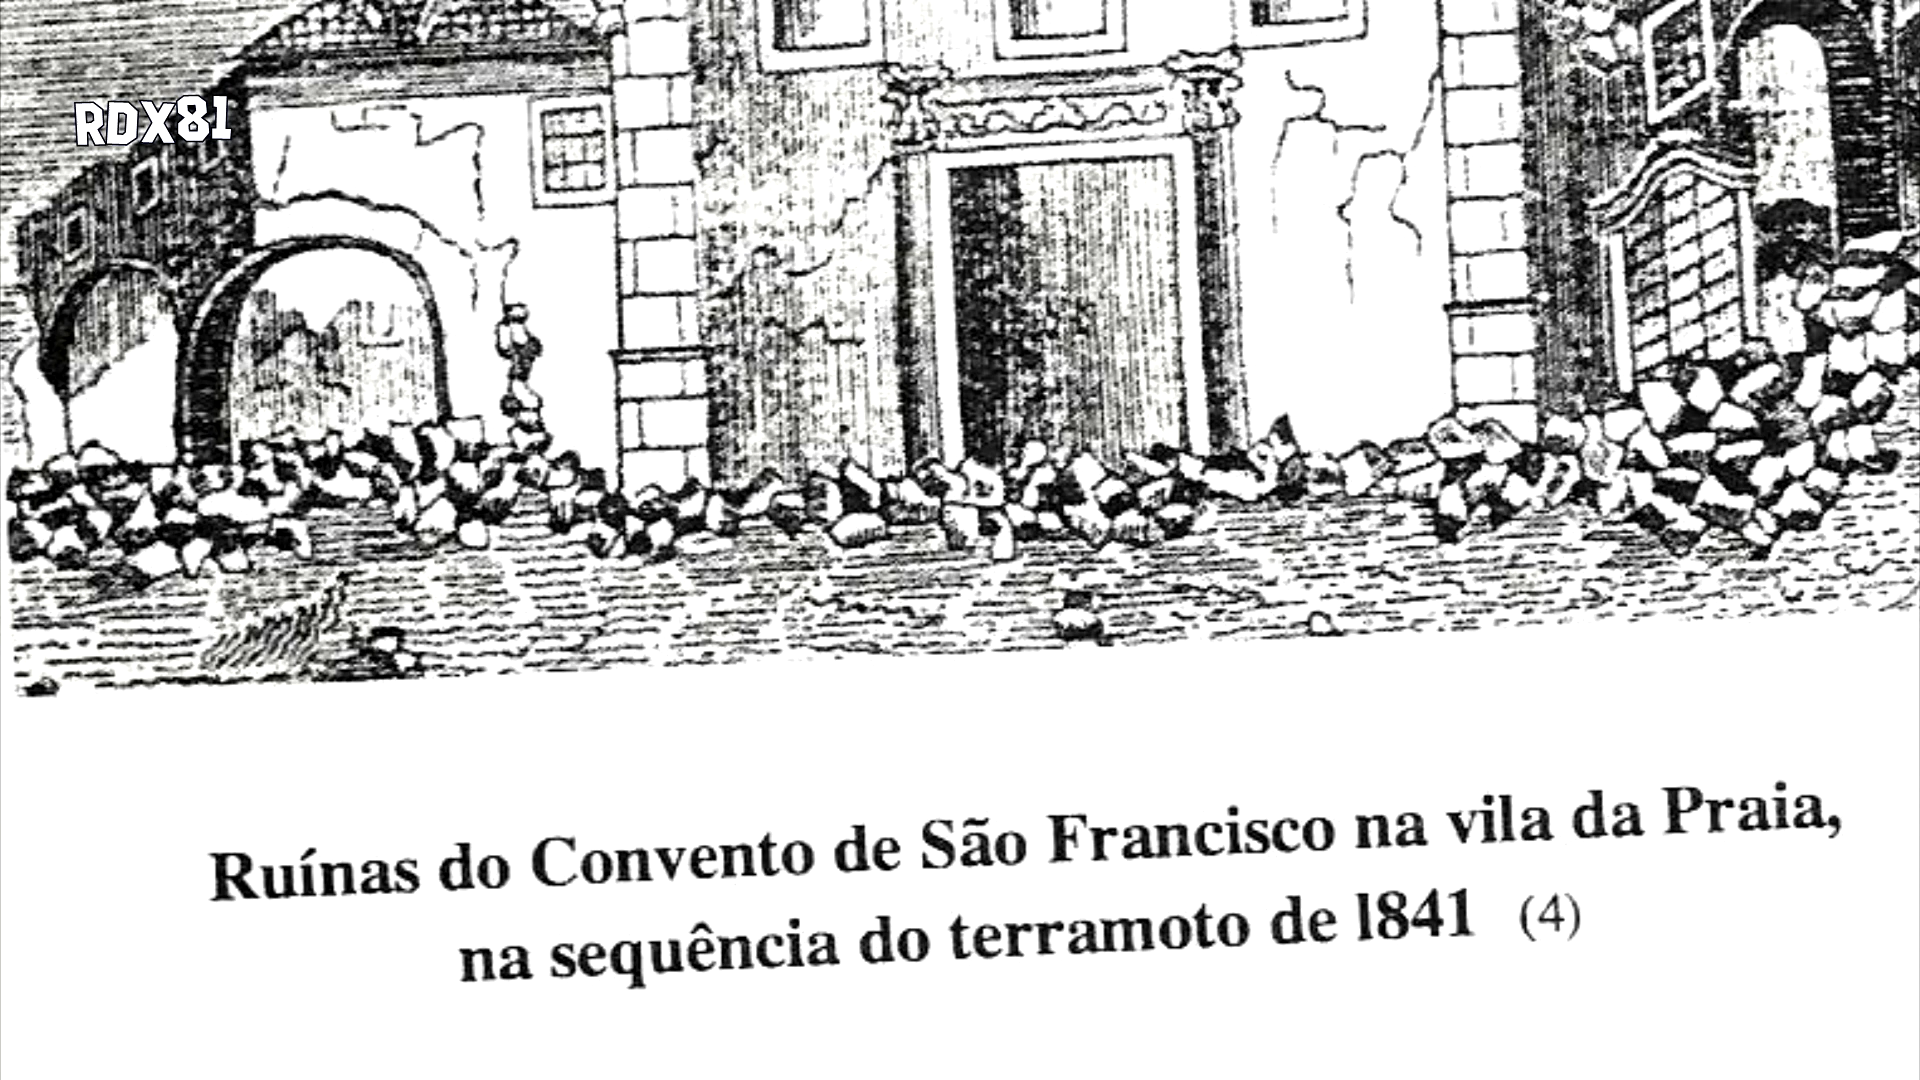 RDX81
Ruínas do Convento de São Francisco na vila da Praia,
na sequência do terramoto de l841 (4)